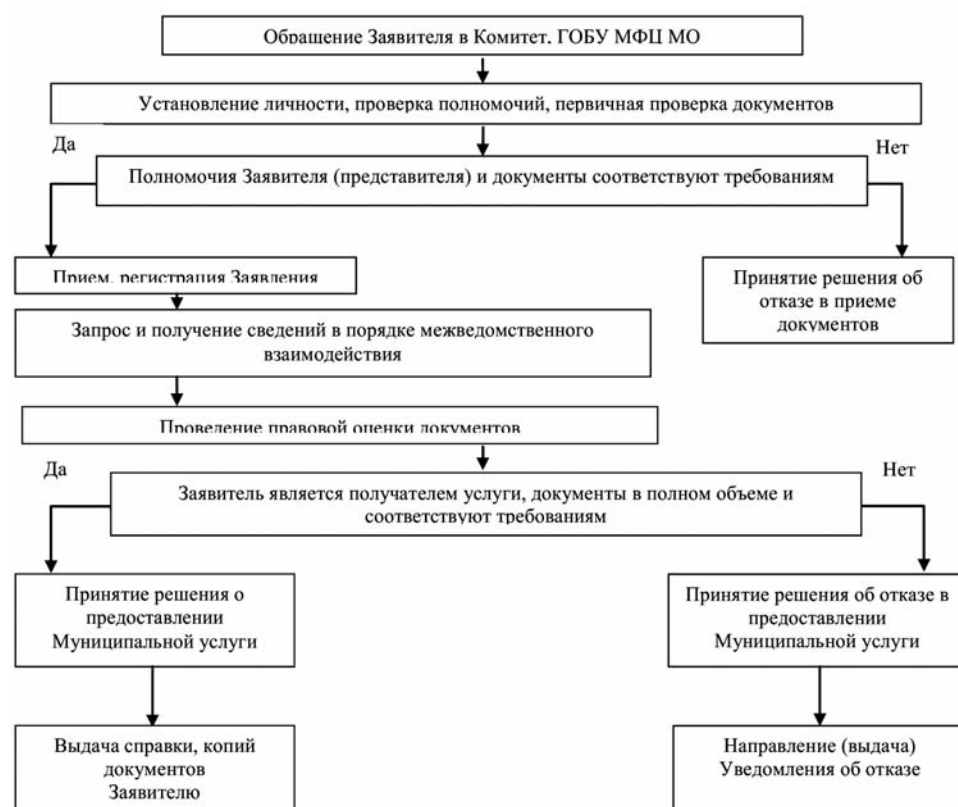 Обращение Заявителя в Комитет, ГОБУ МФЦ МО
Установление личности, проверка полномочий, первичная проверка документов
Да
Нет
Полномочия Заявителя (представителя) и документы соответствуют требованиям
Прием, регистрация Заявления
Принятие решения об
отказе в приеме
документов
Запрос и получение сведений в порядке межведомственного
взаимодействия
Проведение правовой оценки документов
Да
Нет
Заявитель является получателем услуги, документы в полном объеме и
соответствуют требованиям
Принятие решения о
предоставлении
Муниципальной услуги
Принятие решения об отказе в
предоставлении
Муниципальной услуги
Выдача справки, копий
документов
Заявителю
Направление (выдача)
Уведомления об отказе